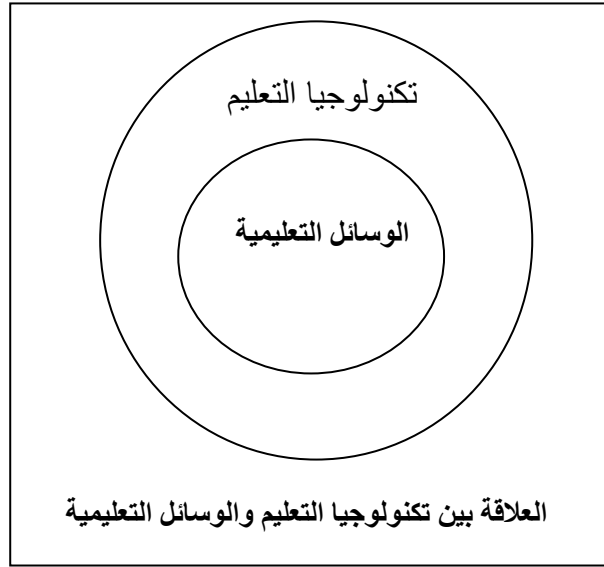 تكنولوجيا التعليم
الوسائل التعليمية
العلاقة بين تكنولوجيا التعليم والوسائل التعليمية